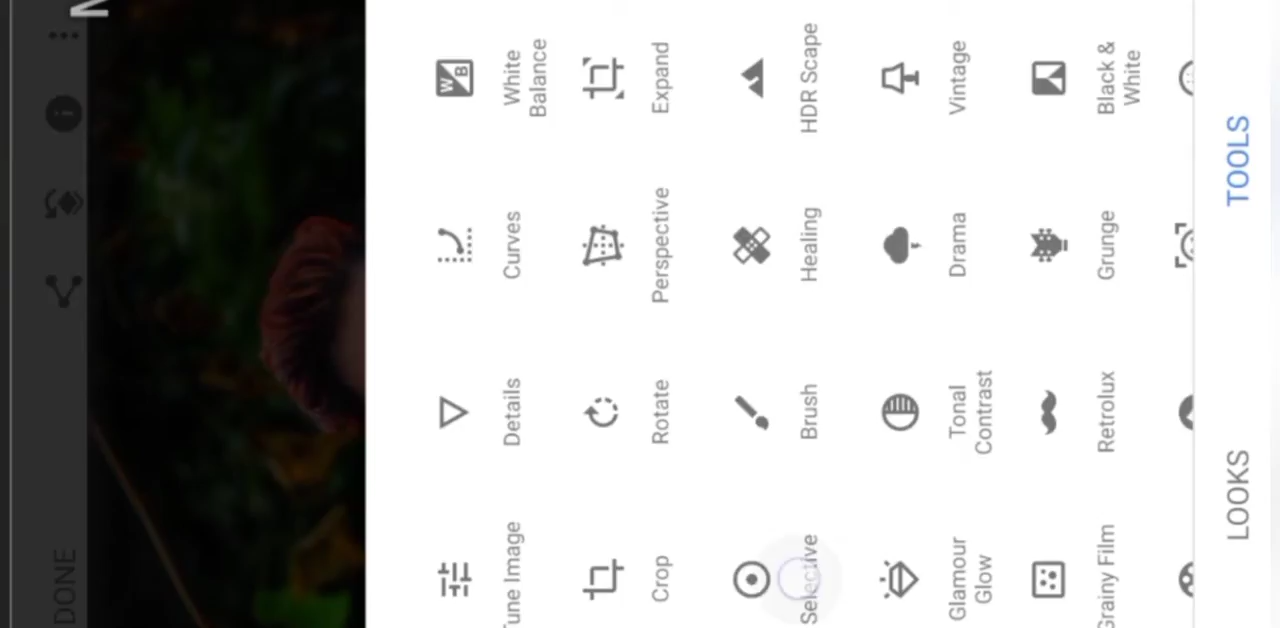 DONE
Tune Image
Details
Curves
White
Balance
Crop
Rotate
Perspective
Expand
Selective
Brush
Healing
HDR Scape
Glamour
Glow
Tonal
Contrast
Drama
Vintage
Grainy Film
Retrolux
Grunge
Black &
White
LOOKS
TOOLS